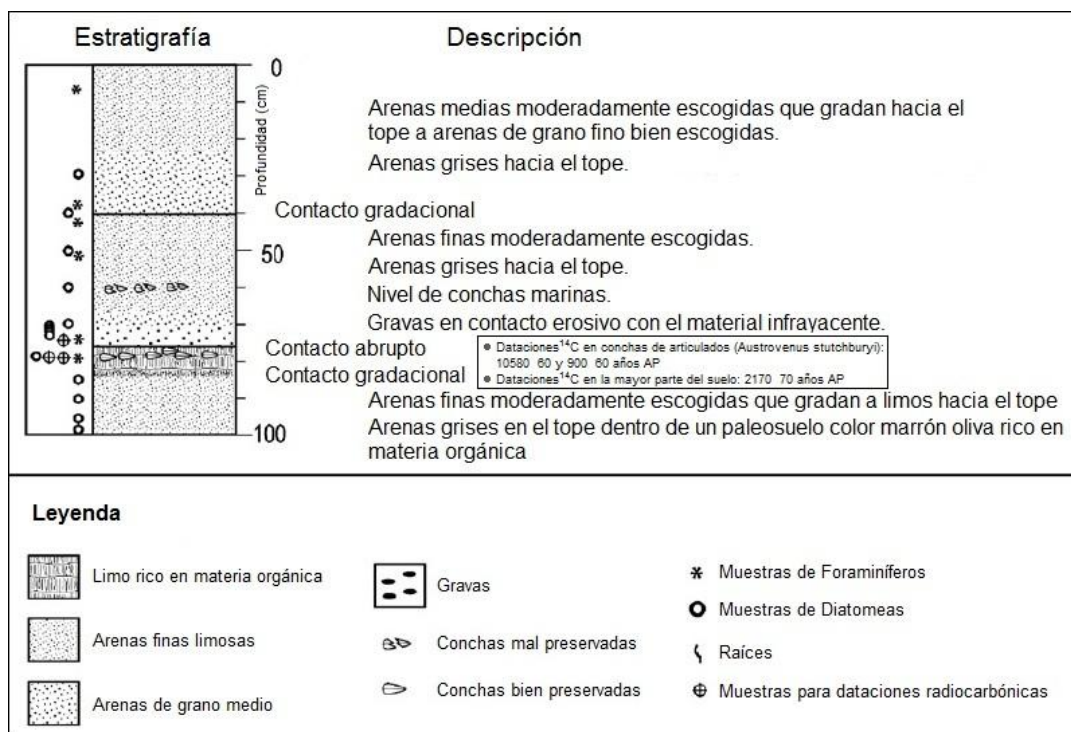 Estratigrafía
Descripción
0
Profundidad (cm)
Arenas medias moderadamente escogidas que gradan hacia el
tope a arenas de grano fino bien escogidas.
Arenas grises hacia el tope.
Contacto gradacional
Arenas finas moderadamente escogidas.
50
Arenas grises hacia el tope.
Nivel de conchas marinas.
Gravas en contacto erosivo con el material infrayacente.
Contacto abrupto
Dataciones 14C en conchas de articulados (Austrovenus stutchburyi):
10580 60 y 900 60 años AP
Contacto gradacional
Dataciones 14C en la mayor parte del suelo: 2170 70 años AP
Arenas finas moderadamente escogidas que gradan a limos hacia el tope
Arenas grises en el tope dentro de un paleosuelo color marrón oliva rico en
100
materia orgánica
Leyenda
Limo rico en materia orgánica
Arenas finas limosas
Arenas de grano medio
Gravas
Conchas mal preservadas
Conchas bien preservadas
Muestras de Foraminíferos
Muestras de Diatomeas
Raíces
Muestras para dataciones radiocarbónicas